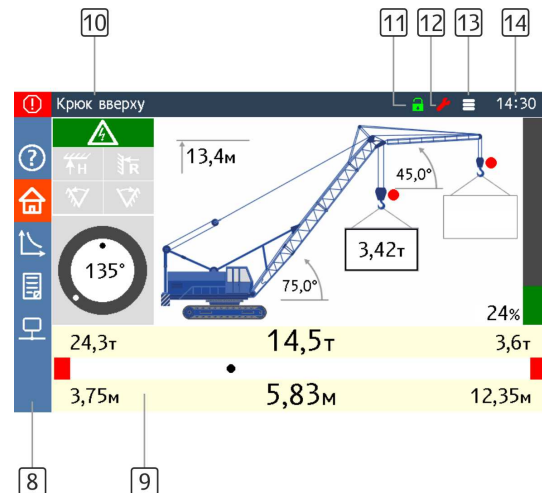 10
11 12 13 14
Крюк вверху
14:30
?
H R
13,4м
45,0°
3,42т
135°
75,0°
24%
24,3т 14,5т 3,6т
3,75м 5,83м 12,35м
8 9